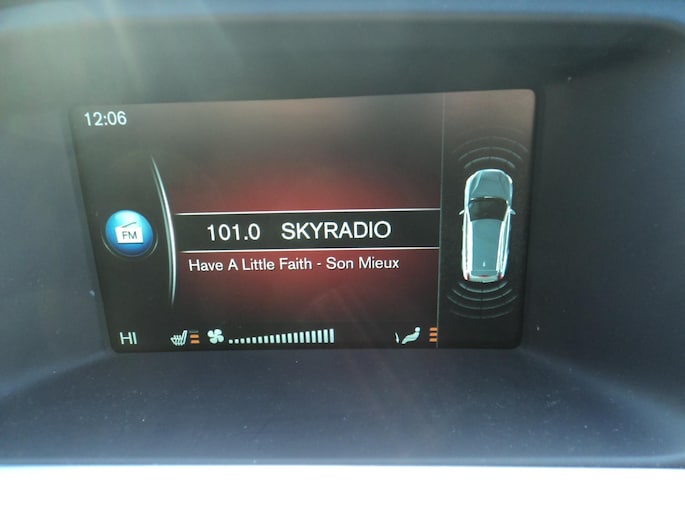 12:06
FM
101.0 SKYRADIO
Have A Little Faith - Son Mieux
HI